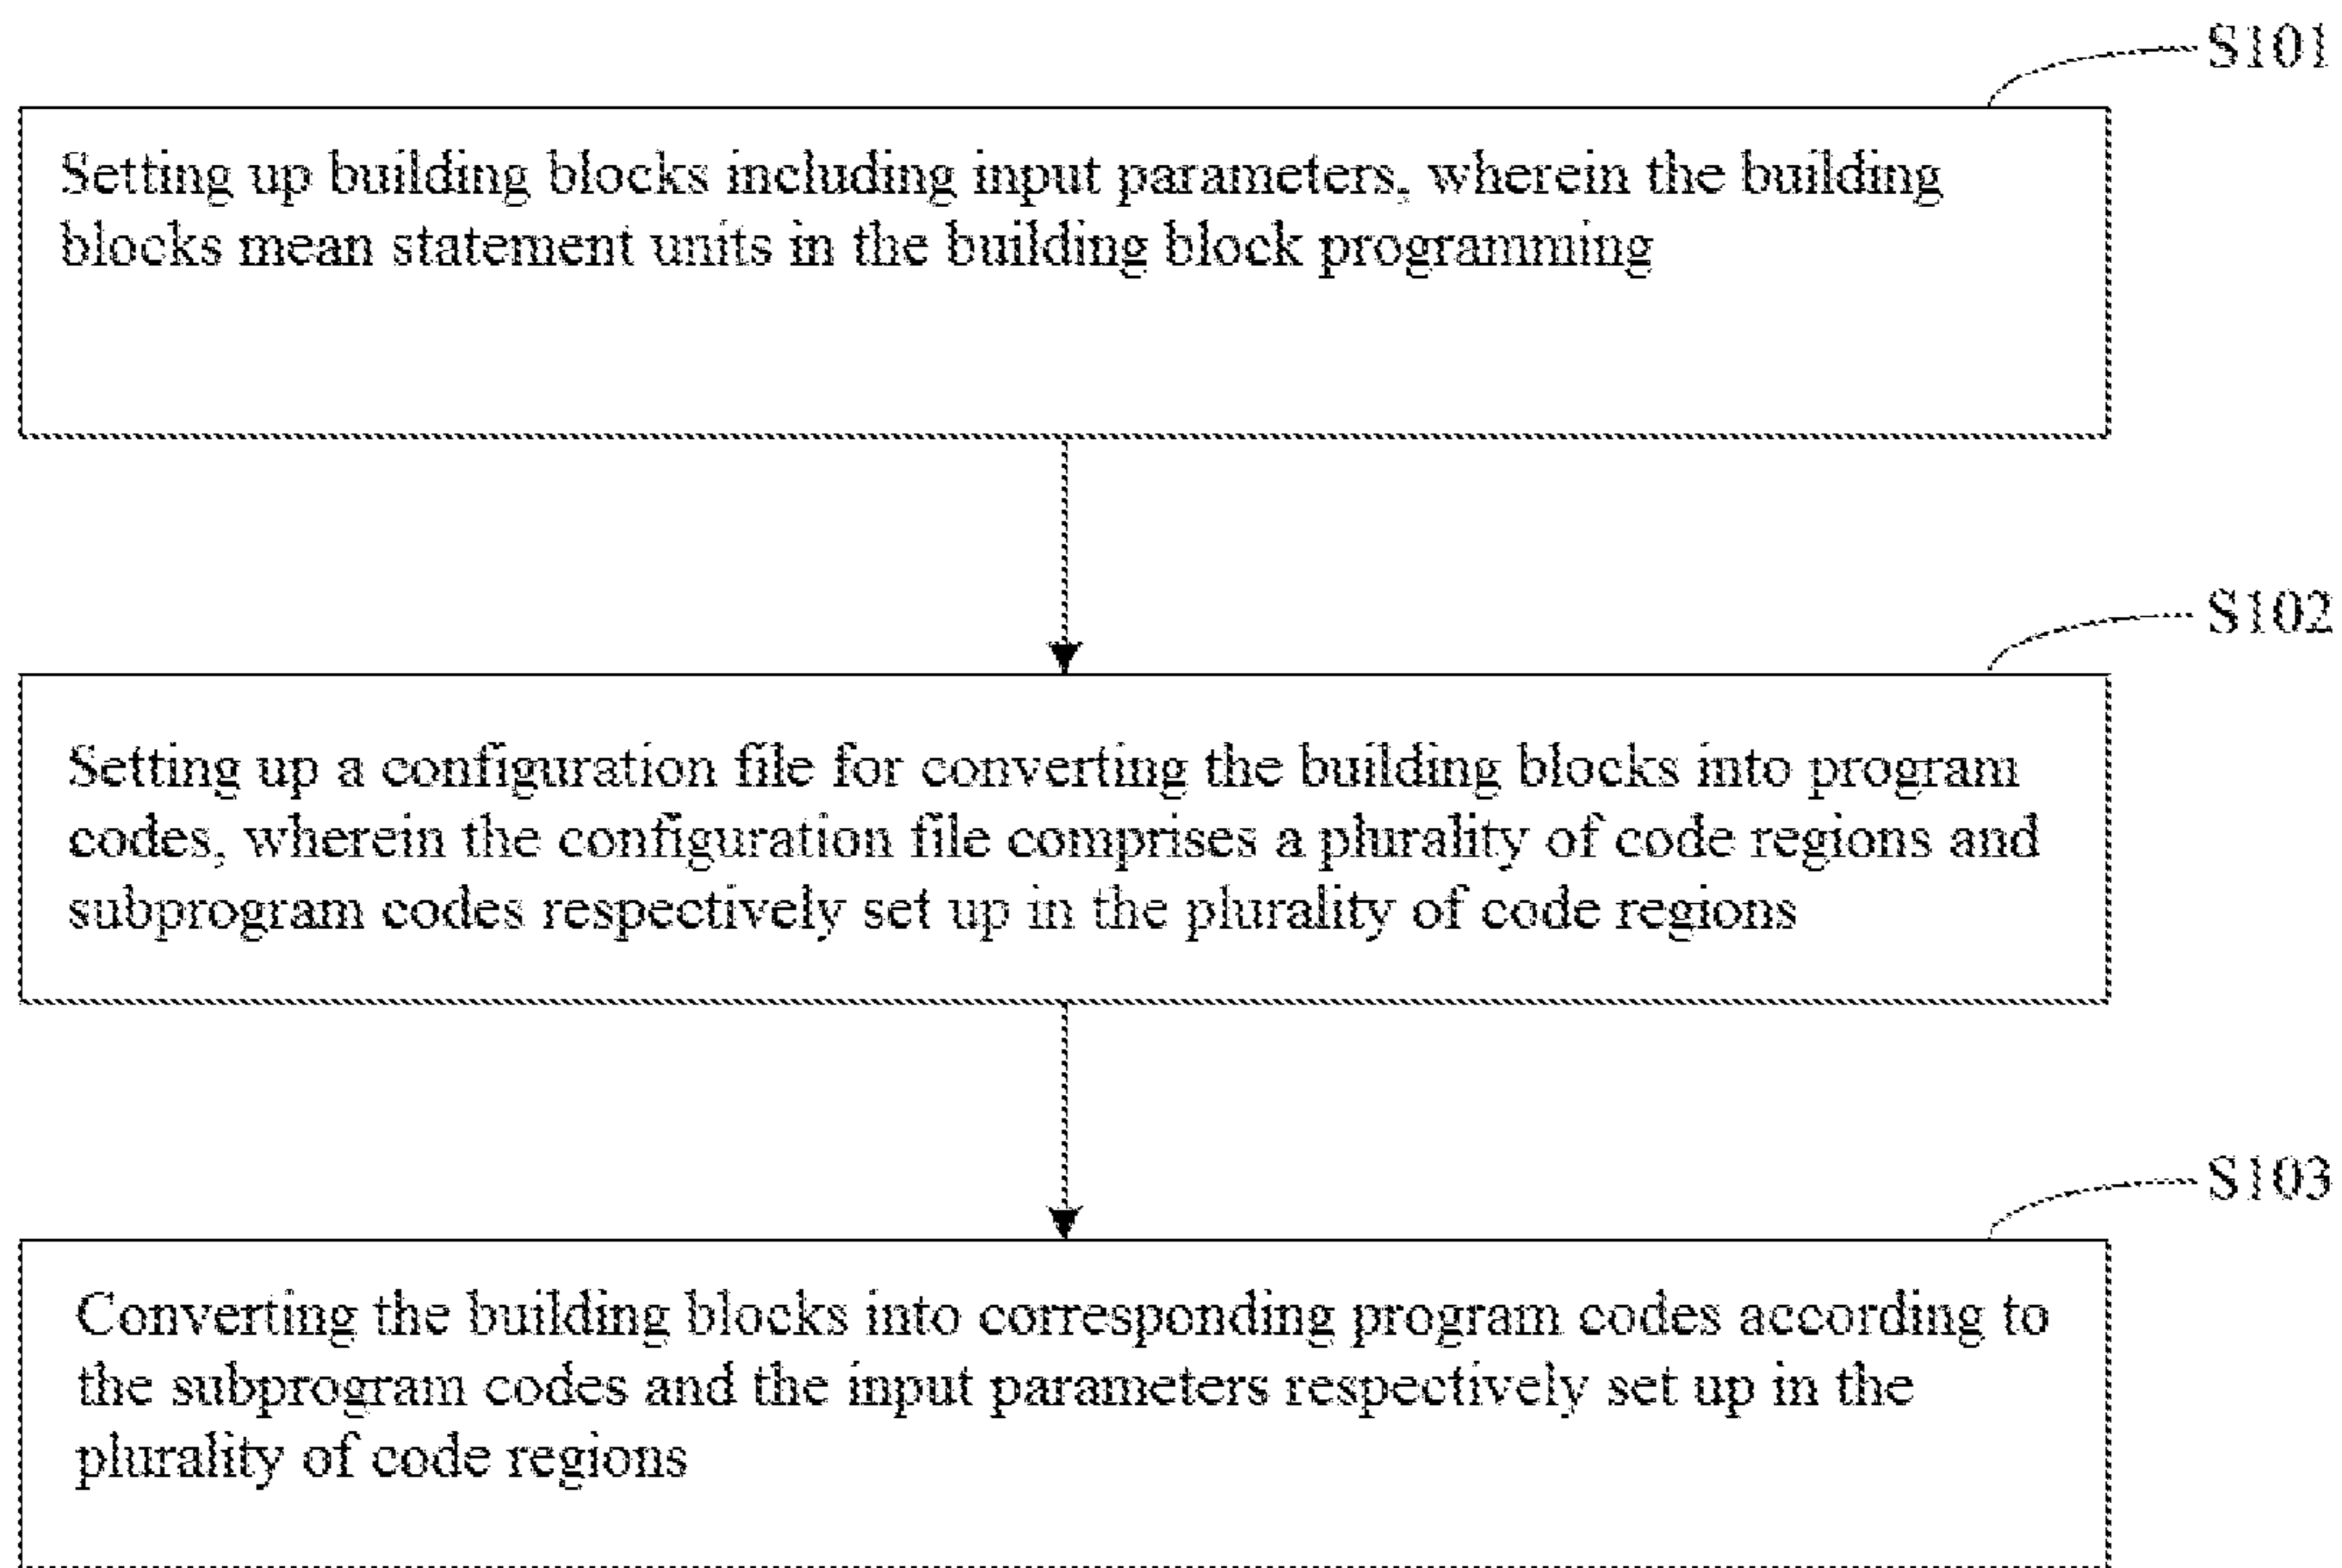 S101
Setting up building blocks including input parameters, wherein the building
blocks mean statement units in the building block programming
S102
Setting up a configuration file for converting the building blocks into program
codes, wherein the configuration file comprises a plurality of code regions and
subprogram codes respectively set up in the plurality of code regions
S103
Converting the building blocks into corresponding program codes according to
the subprogram codes and the input parameters respectively set up in the
plurality of code regions